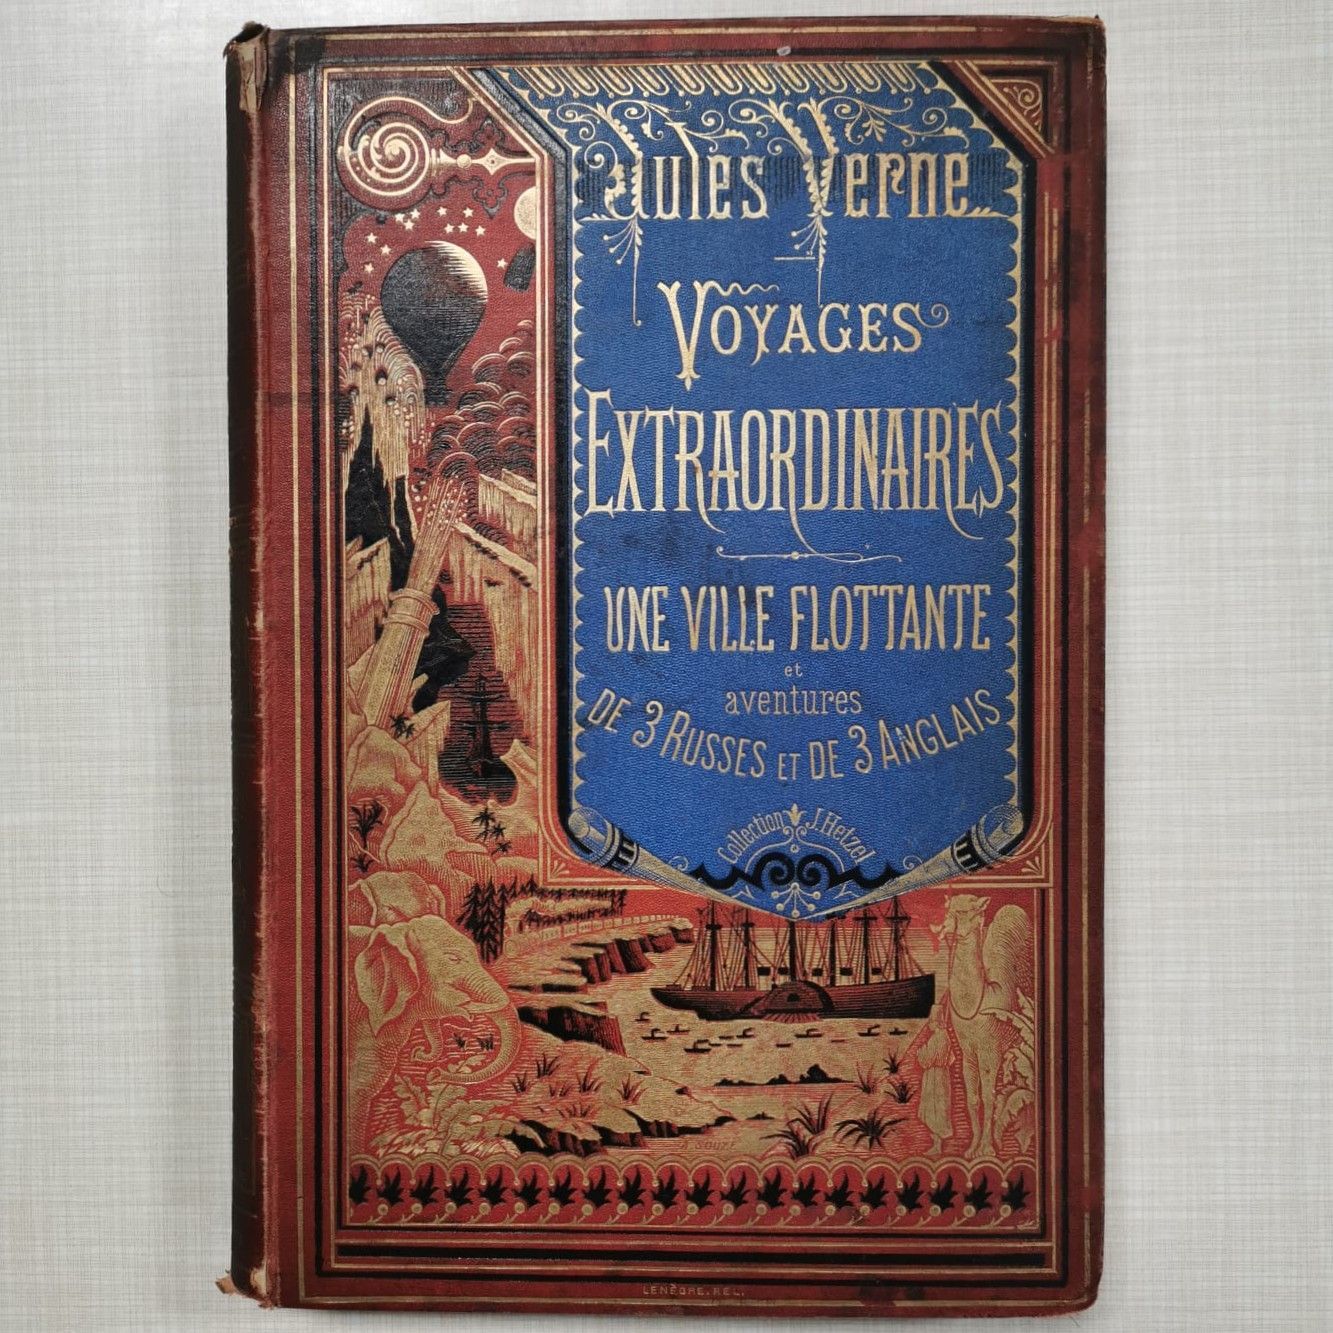 Jules Verne
VOYAGES
EXTRAORDINAIRES
UNE VILLE FLOTTANTE
et
aventures
DE 3 RUSSES ET DE 3 ANGLAIS
Collection J. Hetzel
SOUZE
LENÈGRE. REL.